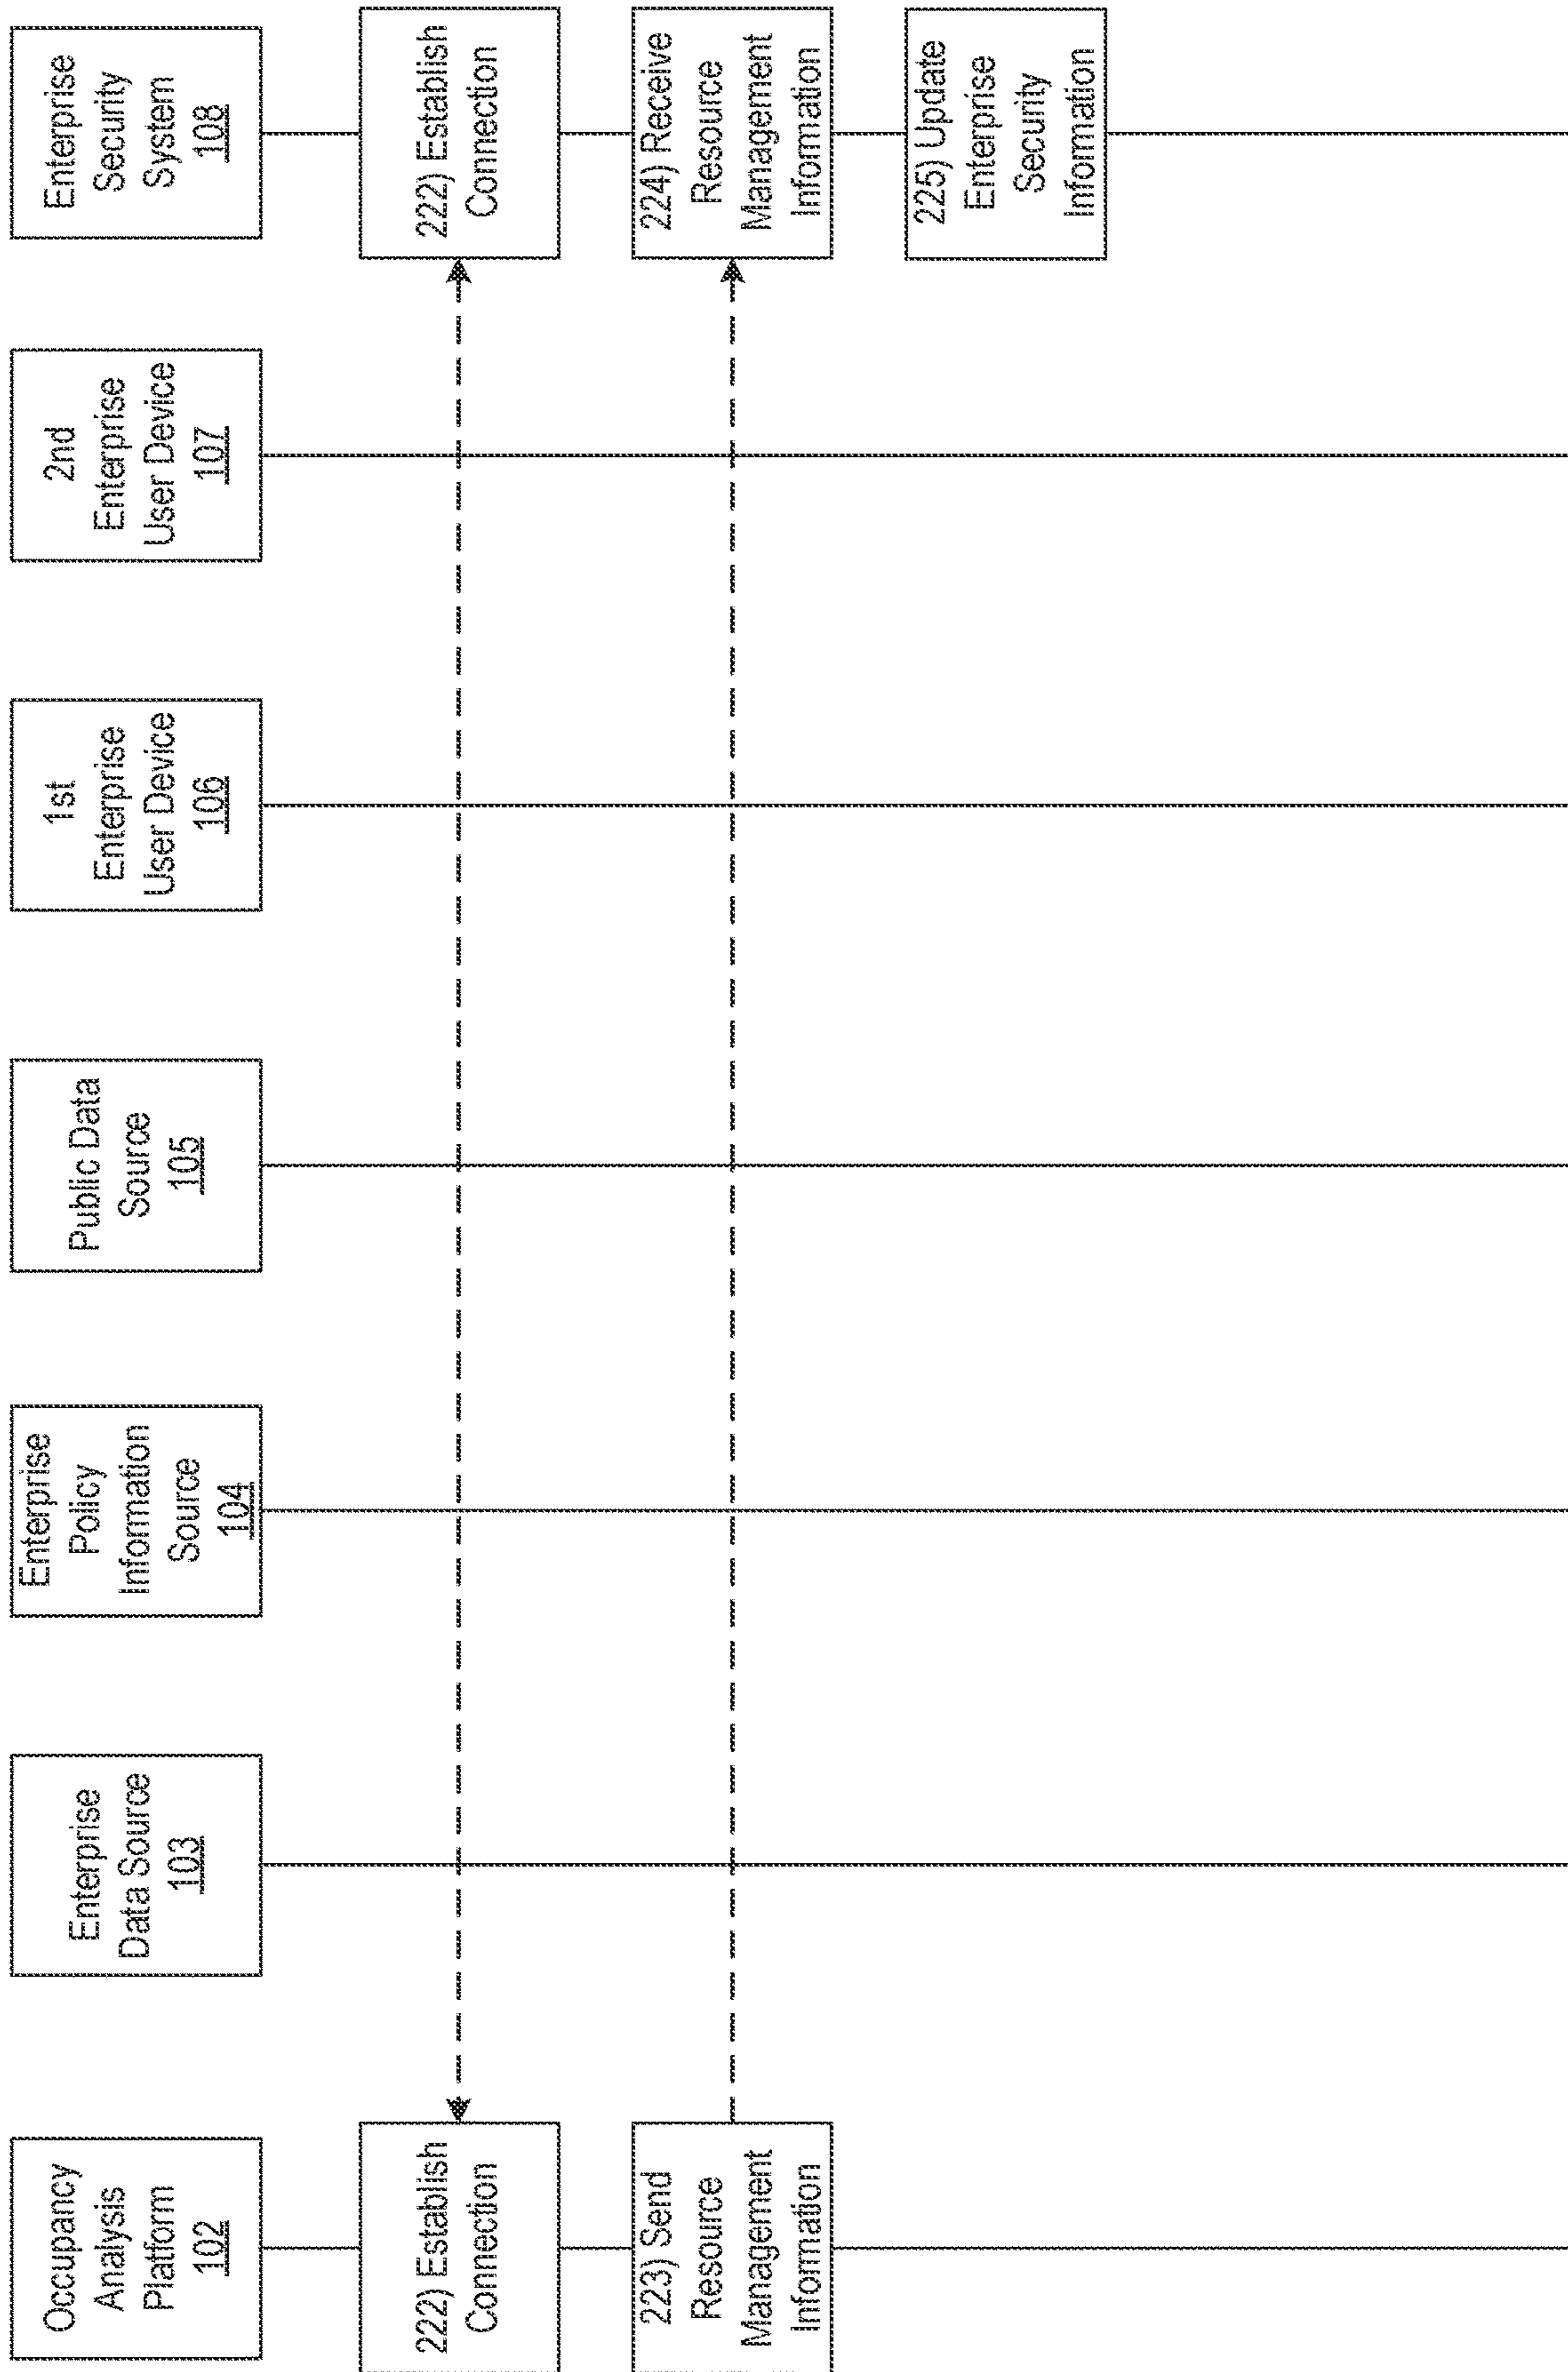 Occupancy
Analysis
Platform
102
Enterprise
Data Source
103
Enterprise
Policy
Information
Source
104
Public Data
Source
105
1st
Enterprise
User Device
106
2nd
Enterprise
User Device
107
Enterprise
Security
System
108
222) Establish
Connection
222) Establish
Connection
223) Send
Resource
Management
Information
224) Receive
Resource
Management
Information
225) Update
Enterprise
Security
Information